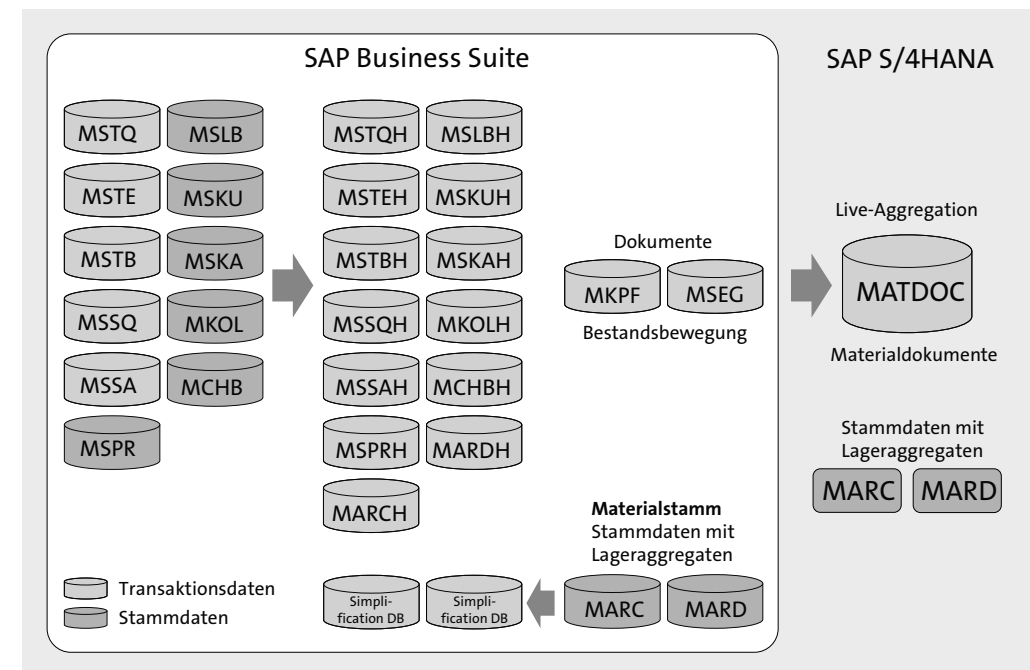 SAP Business Suite
SAP S/4HANA
MSTQ MSLB
MSTE MSKU
MSTB MSKA
MSSQ MKOL
MSSA MCHB
MSPR
MSTQH MSLBH
MSTEH MSKUH
MSTBH MSKAH
MSSQH MKOLH
MSSAH MCHBH
MSPRH MARDH
MARCH
Dokumente
MKPF MSEG
Bestandsbewegung
Live-Aggregation
MATDOC
Materialdokumente
Stammdaten mit
Lageraggregaten
MARC MARD
Materialstamm
Stammdaten mit
Lageraggregaten
MARC MARD
Simpli-
fication DB
Simpli-
fication DB
Transaktionsdaten
Stammdaten